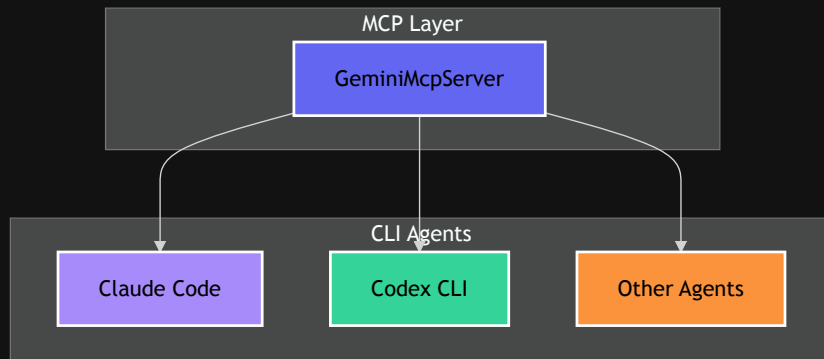 MCP Layer
GeminiMcpServer
CLI Agents
Claude Code
Codex CLI
Other Agents